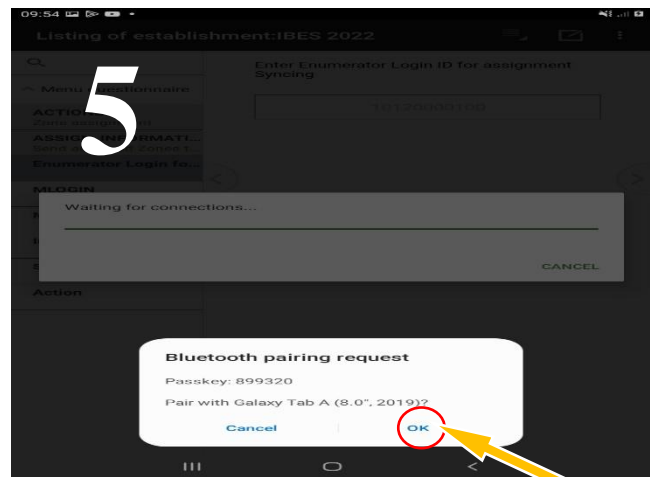 09:54
Listing of establishment:IBES 2022
Enter Enumerator Login ID for assignment
Syncing
Menu questionnaire
5
ACTION
Zone assignment
ASSIGN INFORMATI...
Enumerator Login fo...
MLOGIN
Waiting for connections...
CANCEL
Action
Bluetooth pairing request
Passkey: 899320
Pair with Galaxy Tab A (8.0", 2019)?
Cancel
OK